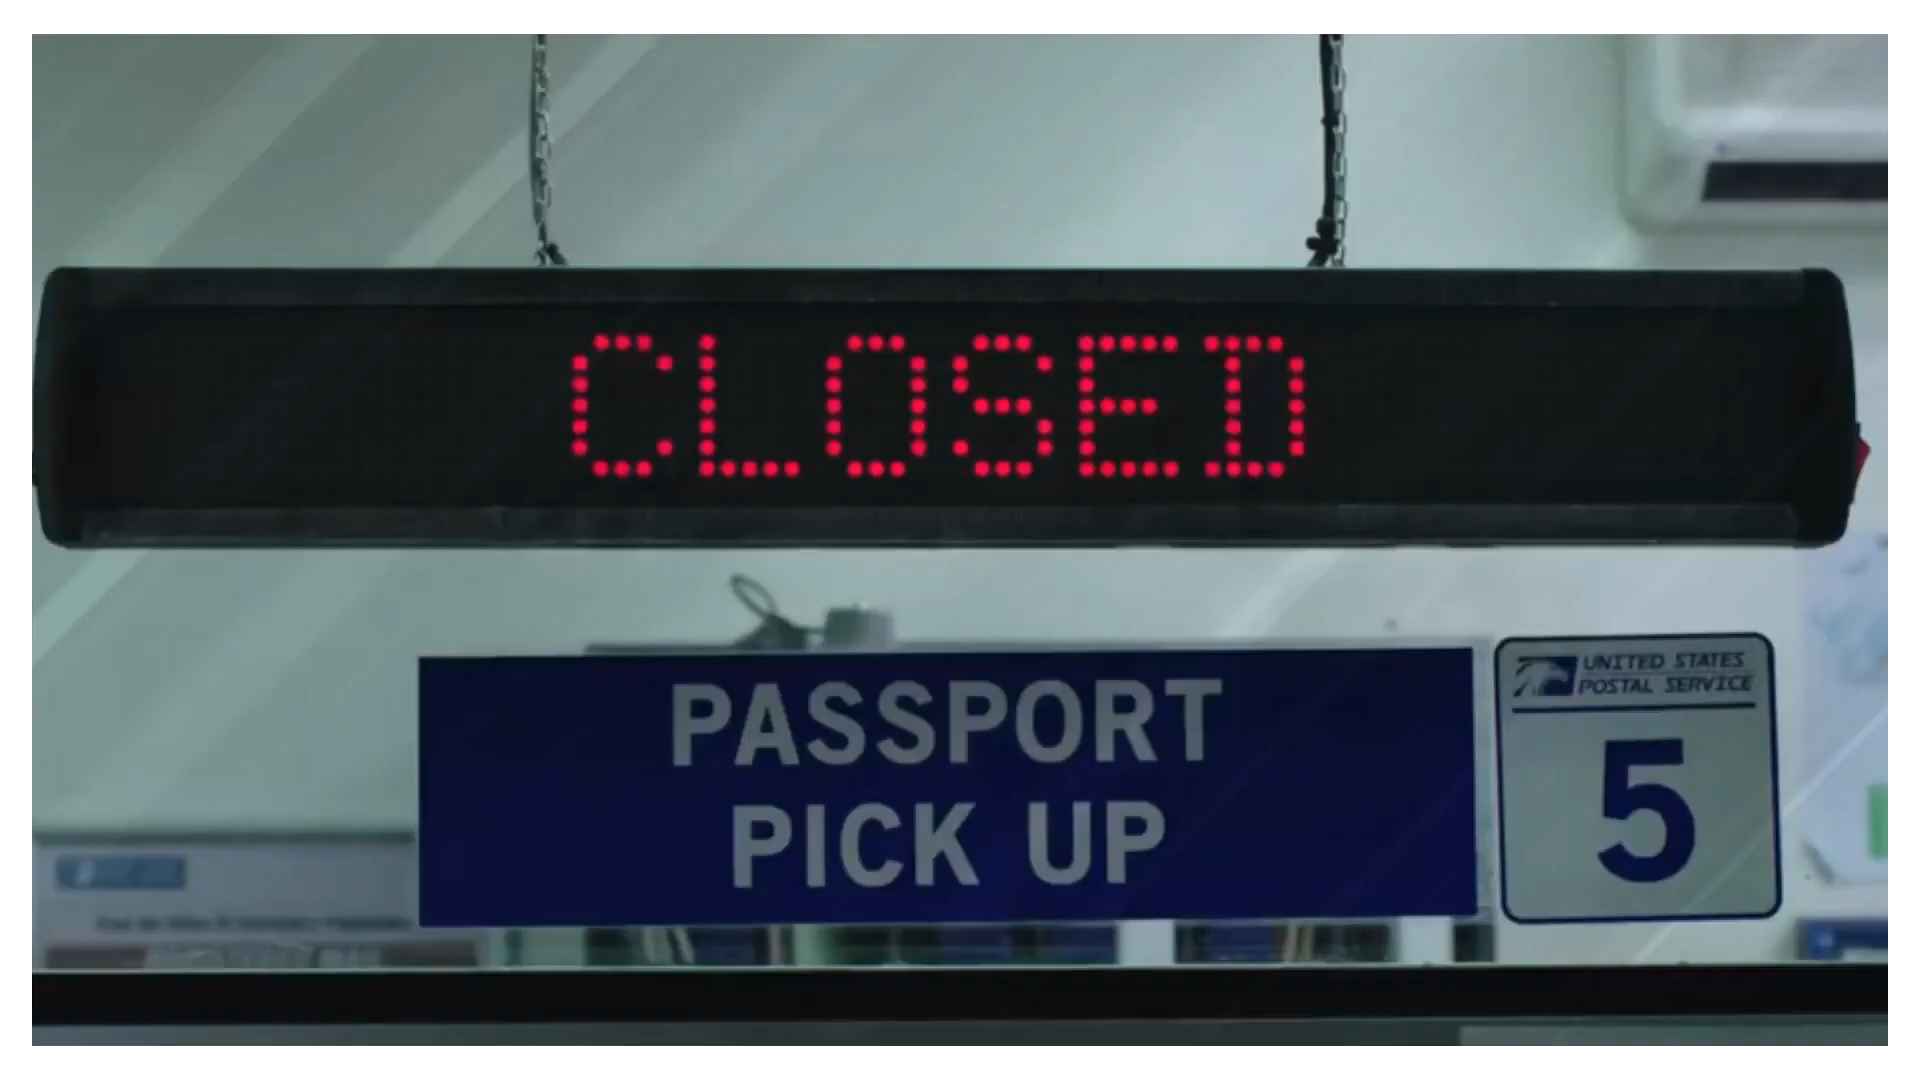 CLOSED
PASSPORT
PICK UP
UNITED STATES
POSTAL SERVICE
5